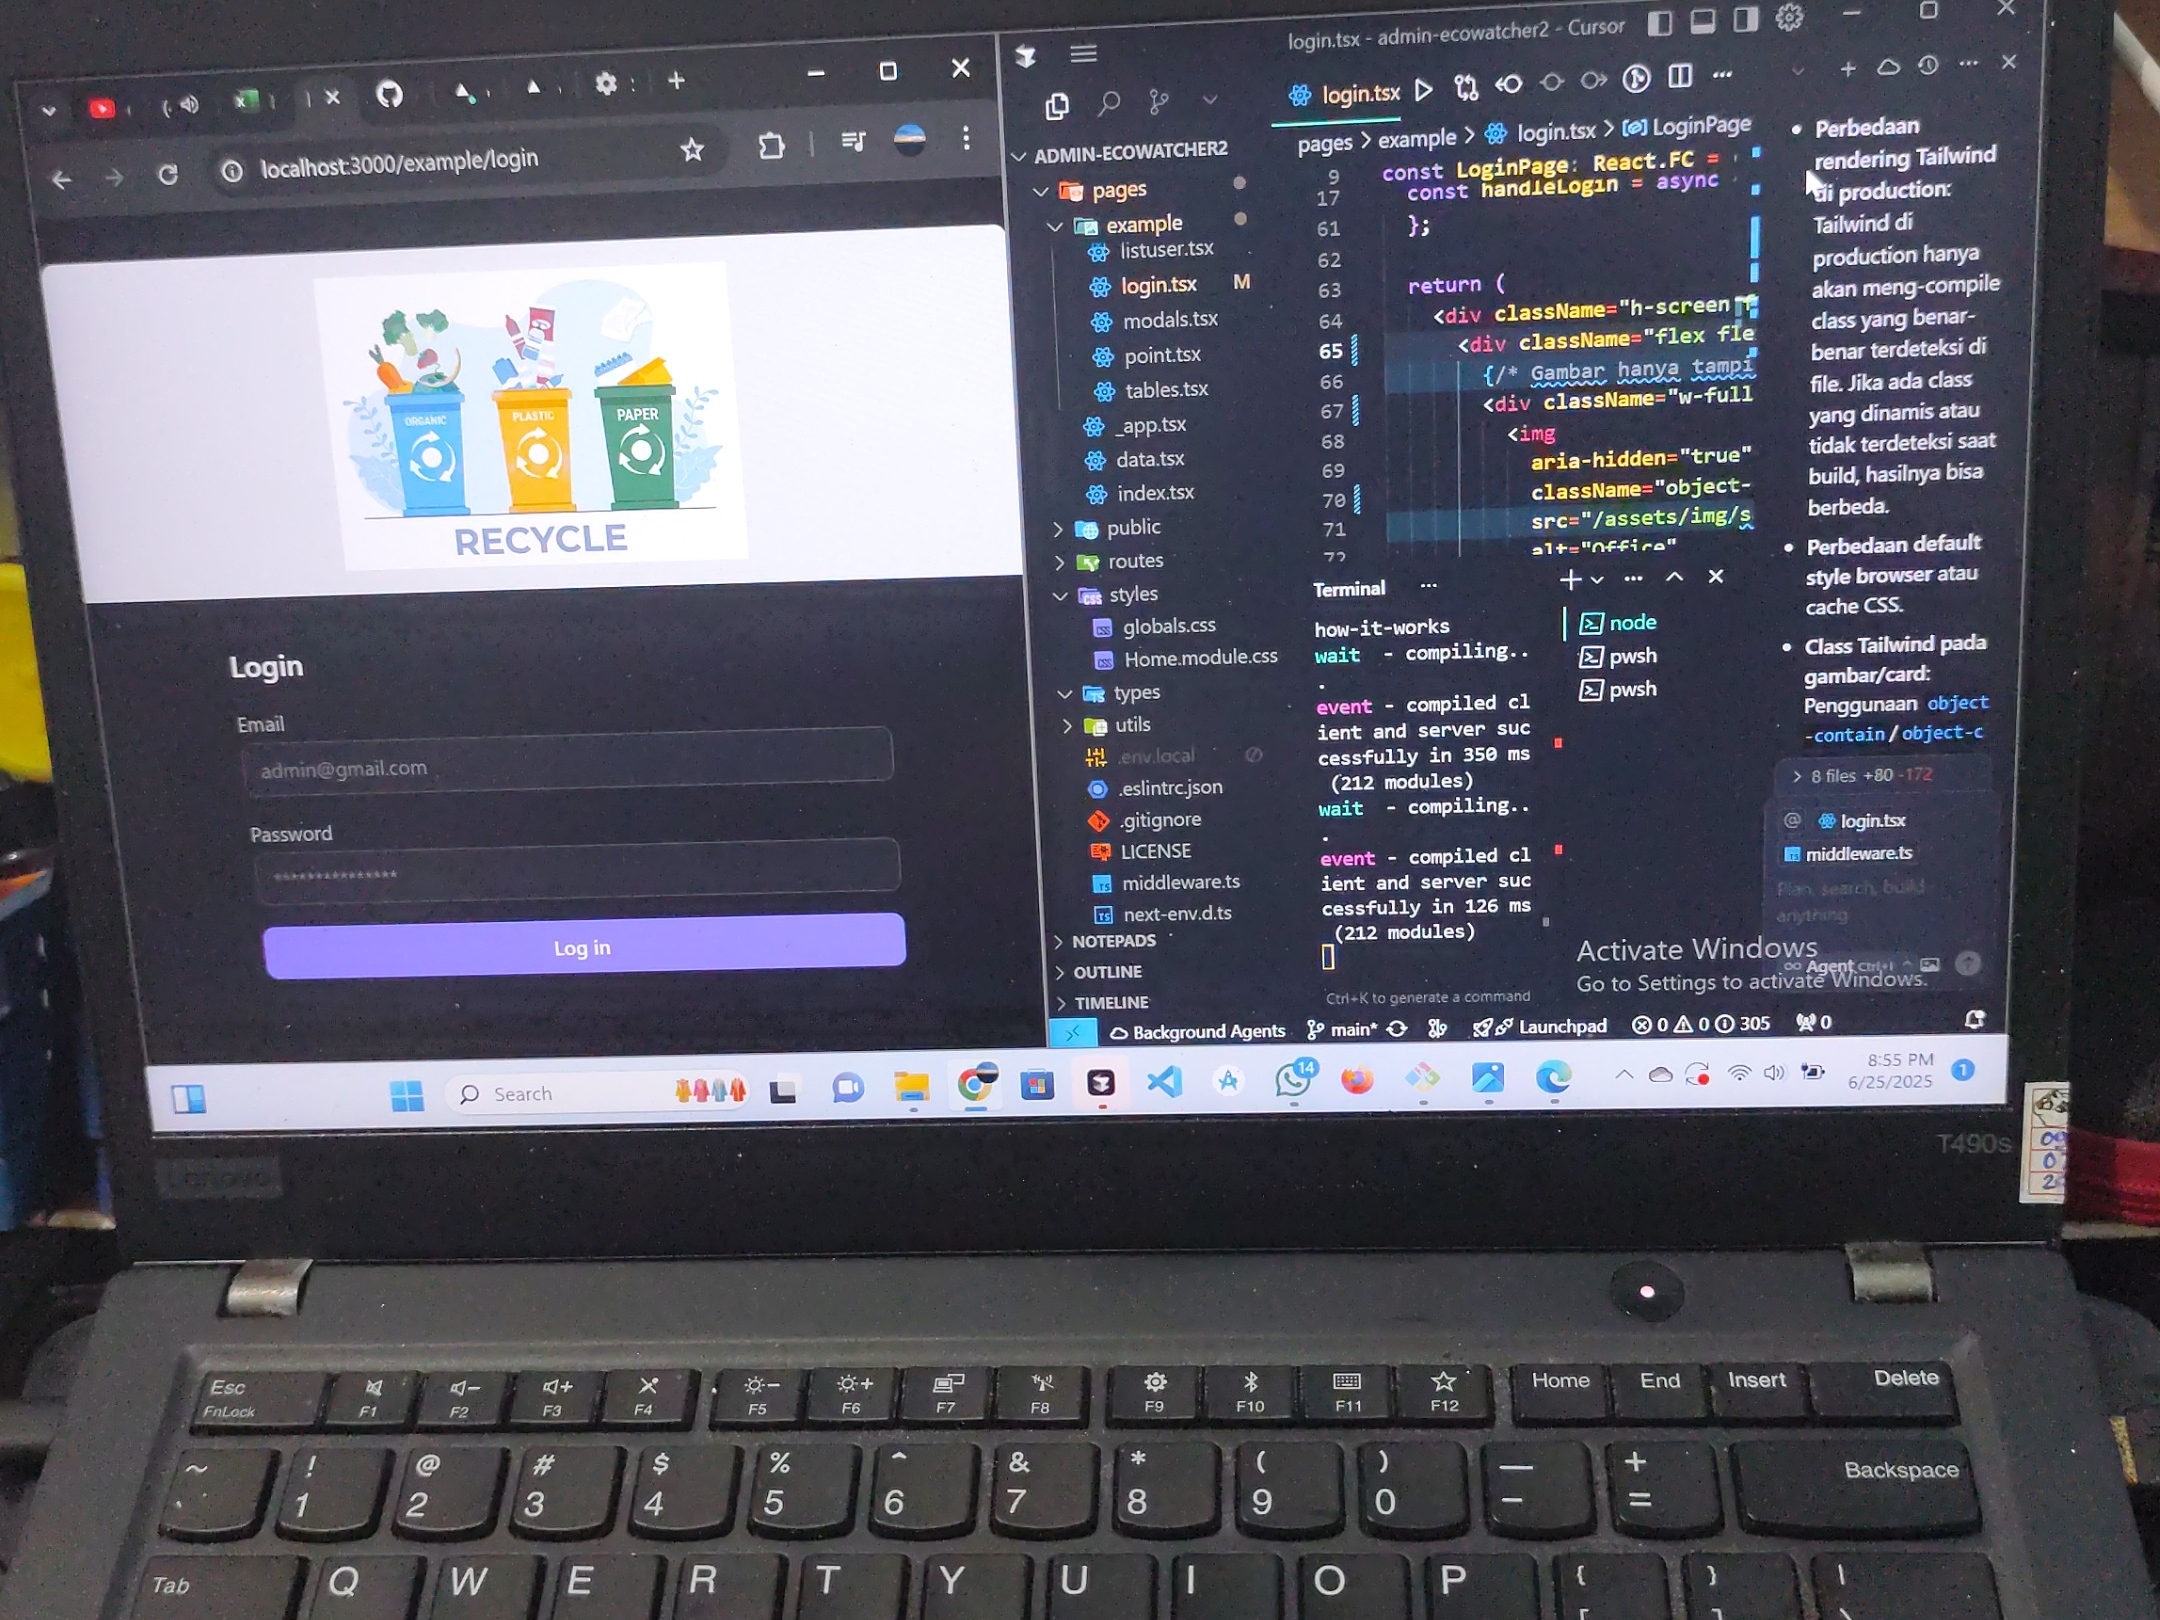 localhost:3000/example/login
ORGANIC
PLASTIC
PAPER
RECYCLE
Login
Email
admin@gmail.com
Password
***************
Log in
login.tsx - admin-ecowatcher2 - Cursor
ADMIN-ECOWATCHER2
pages
example
listuser.tsx
login.tsx M
modals.tsx
point.tsx
tables.tsx
_app.tsx
data.tsx
index.tsx
public
routes
styles
globals.css
Home.module.css
types
utils
.env.local
.eslintrc.json
.gitignore
LICENSE
middleware.ts
next-env.d.ts
NOTEPADS
OUTLINE
TIMELINE
login.tsx
pages > example > login.tsx > LoginPage
9 const LoginPage: React.FC =
17 const handleLogin = async
61 };
62
63 return (
64 <div className="h-screen f
65 <div className="flex fle
66 {/* Gambar hanya tampi
67 <div className="w-full
68 <img
69 aria-hidden="true"
70 className="object-
71 src="/assets/img/s
72 alt="Office"
Terminal
how-it-works
wait - compiling..
.
event - compiled cl
ient and server suc
cessfully in 350 ms
(212 modules)
wait - compiling..
.
event - compiled cl
ient and server suc
cessfully in 126 ms
(212 modules)
Ctrl+K to generate a command
node
pwsh
pwsh
• Perbedaan
rendering Tailwind
di production:
Tailwind di
production hanya
akan meng-compile
class yang benar-
benar terdeteksi di
file. Jika ada class
yang dinamis atau
tidak terdeteksi saat
build, hasilnya bisa
berbeda.
• Perbedaan default
style browser atau
cache CSS.
• Class Tailwind pada
gambar/card:
Penggunaan object
-contain / object-c
> 8 files +80 -172
@ login.tsx
middleware.ts
Plan, search, build
anything
Agent Ctrl+I
Activate Windows
Go to Settings to activate Windows.
Background Agents main* Launchpad 0 0 305 0
Search
14
8:55 PM
6/25/2025
1
Lenovo
T490s
Esc
FnLock
F1
F2
F3
F4
F5
F6
F7
F8
F9
F10
F11
F12
Home
End
Insert
Delete
~ `
! 1
@ 2
# 3
$ 4
% 5
^ 6
& 7
* 8
( 9
) 0
— -
+ =
Backspace
Tab
Q
W
E
R
T
Y
U
I
O
P
{ [
} ]
| \